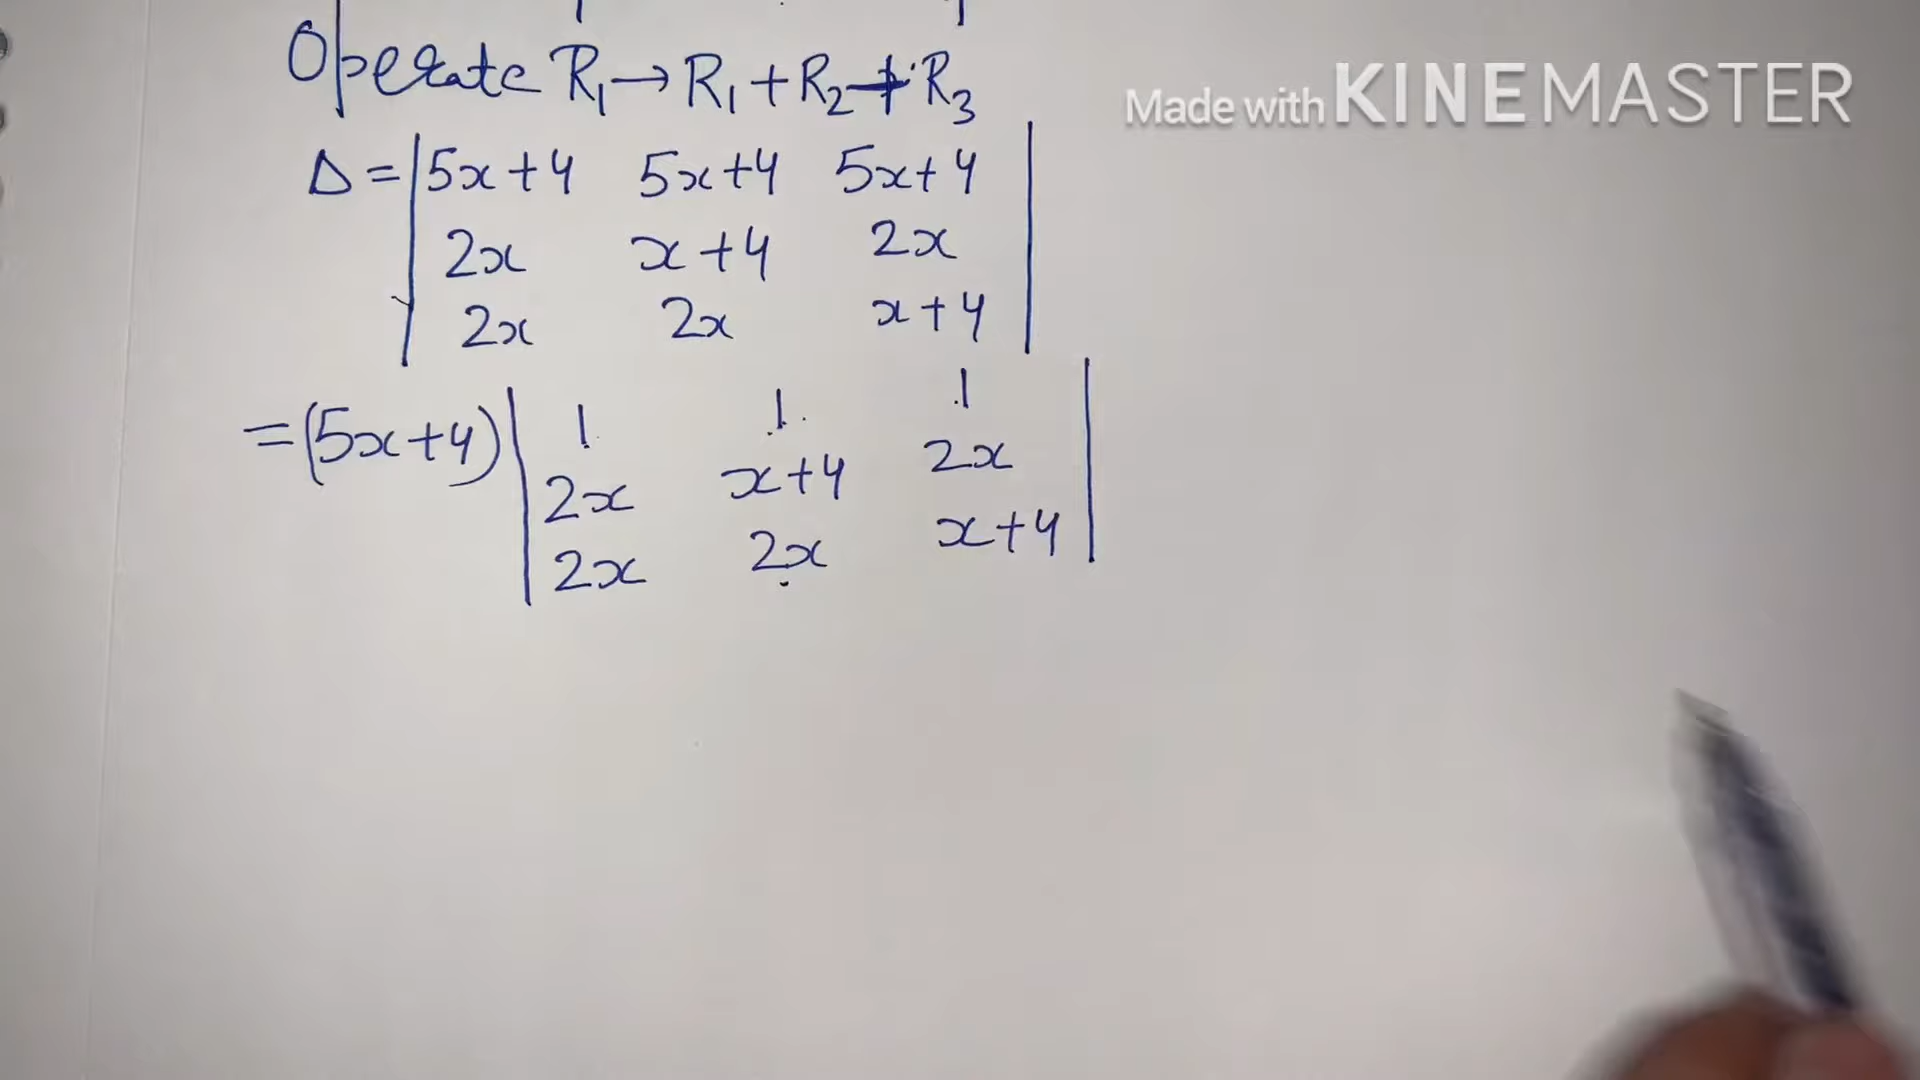 Operate R₁→R₁+R₂+R₃
Made with KINEMASTER
Δ = | 5x+4 5x+4 5x+4 |
2x x+4 2x
2x 2x x+4
= (5x+4) | 1 1 1 |
2x x+4 2x
2x 2x x+4